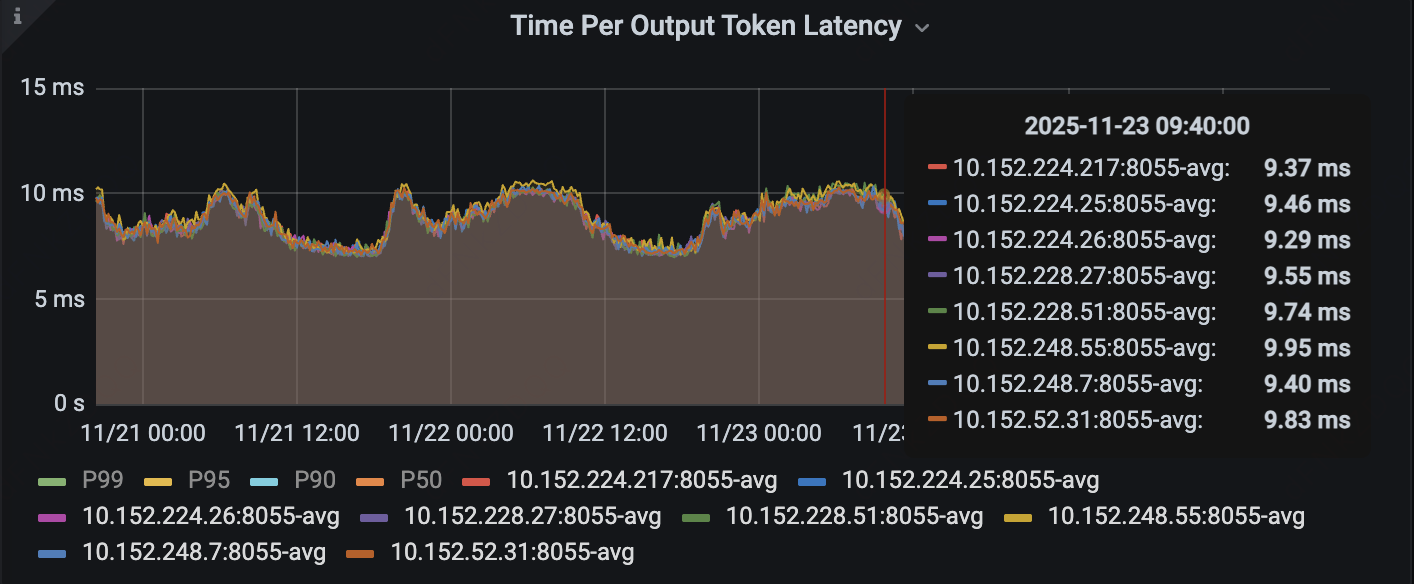 i
Time Per Output Token Latency
15 ms
10 ms
5 ms
0 s
11/21 00:00 11/21 12:00 11/22 00:00 11/22 12:00 11/23 00:00
2025-11-23 09:40:00
10.152.224.217:8055-avg: 9.37 ms
10.152.224.25:8055-avg: 9.46 ms
10.152.224.26:8055-avg: 9.29 ms
10.152.228.27:8055-avg: 9.55 ms
10.152.228.51:8055-avg: 9.74 ms
10.152.248.55:8055-avg: 9.95 ms
10.152.248.7:8055-avg: 9.40 ms
10.152.52.31:8055-avg: 9.83 ms
P99 P95 P90 P50 10.152.224.217:8055-avg 10.152.224.25:8055-avg
10.152.224.26:8055-avg 10.152.228.27:8055-avg 10.152.228.51:8055-avg 10.152.248.55:8055-avg
10.152.248.7:8055-avg 10.152.52.31:8055-avg